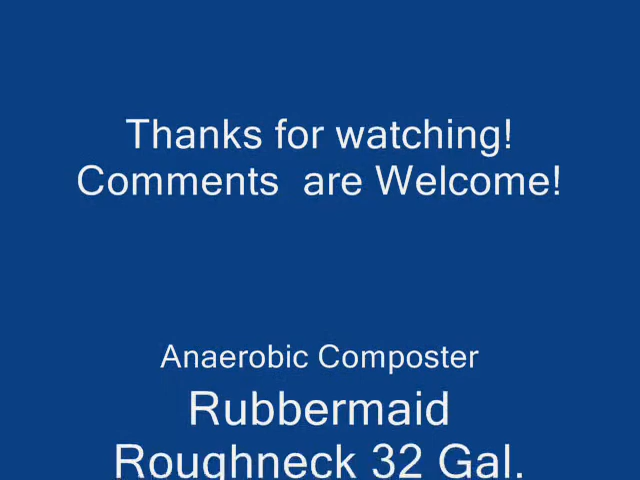 Thanks for watching!
Comments  are Welcome!
Anaerobic Composter
Rubbermaid
Roughneck 32 Gal.